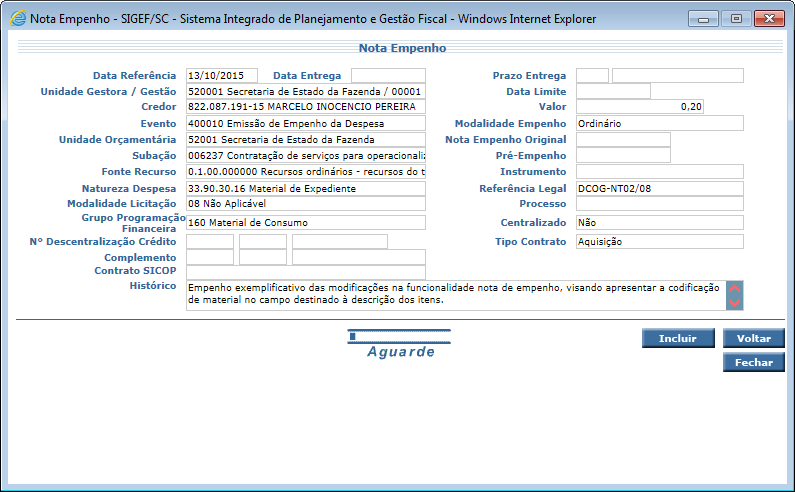 Nota Empenho - SIGEF/SC - Sistema Integrado de Planejamento e Gestão Fiscal - Windows Internet Explorer
Nota Empenho
Data Referência 13/10/2015 Data Entrega Prazo Entrega
Unidade Gestora / Gestão 520001 Secretaria de Estado da Fazenda / 00001 Data Limite
Credor 822.087.191-15 MARCELO INOCENCIO PEREIRA Valor 0,20
Evento 400010 Emissão de Empenho da Despesa Modalidade Empenho Ordinário
Unidade Orçamentária 52001 Secretaria de Estado da Fazenda Nota Empenho Original
Subação 006237 Contratação de serviços para operacionaliz Pré-Empenho
Fonte Recurso 0.1.00.000000 Recursos ordinários - recursos do t Instrumento
Natureza Despesa 33.90.30.16 Material de Expediente Referência Legal DCOG-NT02/08
Modalidade Licitação 08 Não Aplicável Processo
Grupo Programação Financeira 160 Material de Consumo Centralizado Não
Nº Descentralização Crédito Tipo Contrato Aquisição
Complemento
Contrato SICOP
Histórico Empenho exemplificativo das modificações na funcionalidade nota de empenho, visando apresentar a codificação
de material no campo destinado à descrição dos itens.
Aguarde
Incluir Voltar
Fechar